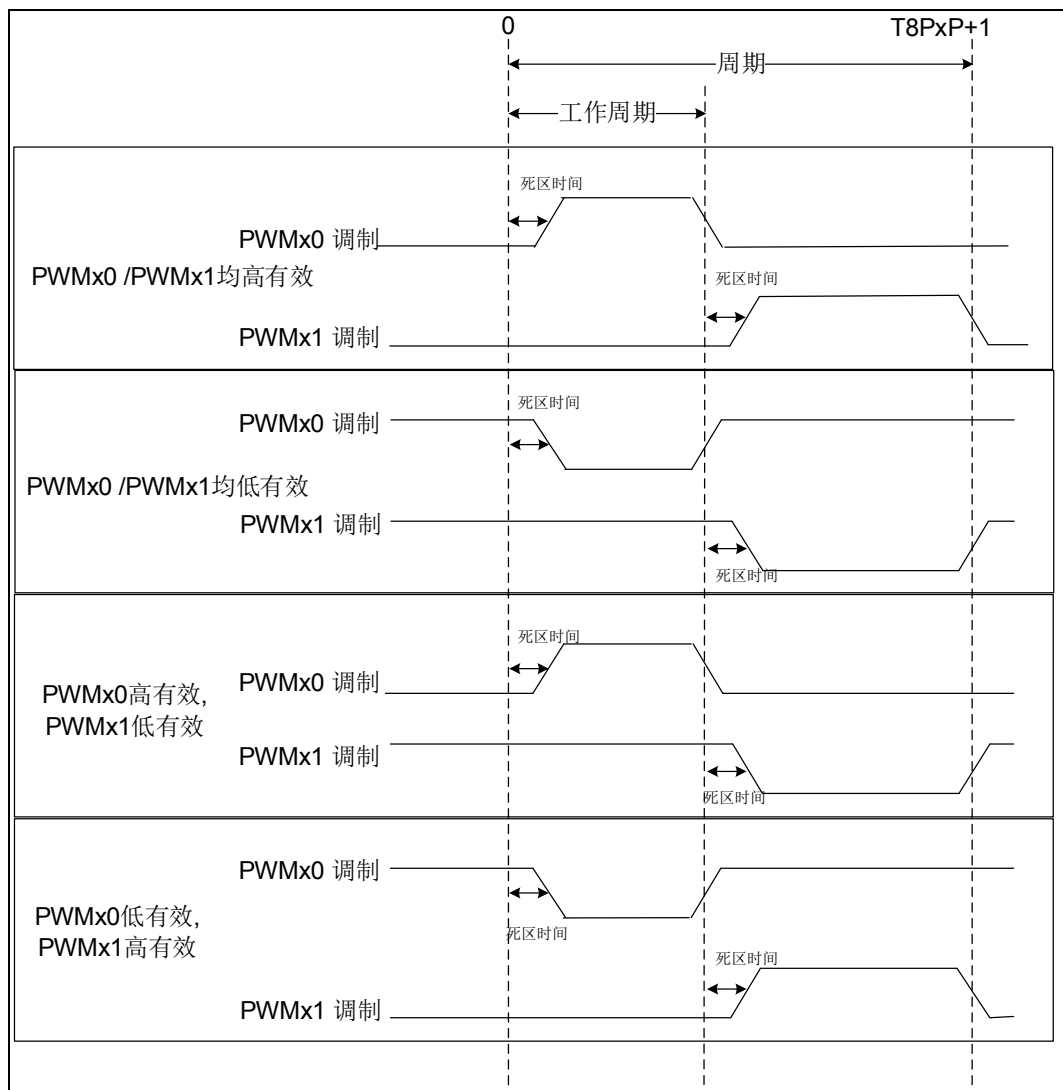 0
T8PxP+1
周期
工作周期
死区时间
PWMx0 调制
PWMx0 /PWMx1均高有效
死区时间
PWMx1 调制
死区时间
PWMx0 调制
PWMx0 /PWMx1均低有效
PWMx1 调制
死区时间
死区时间
PWMx0 调制
PWMx0高有效,
PWMx1低有效
PWMx1 调制
死区时间
PWMx0 调制
PWMx0低有效,
PWMx1高有效
死区时间
死区时间
PWMx1 调制